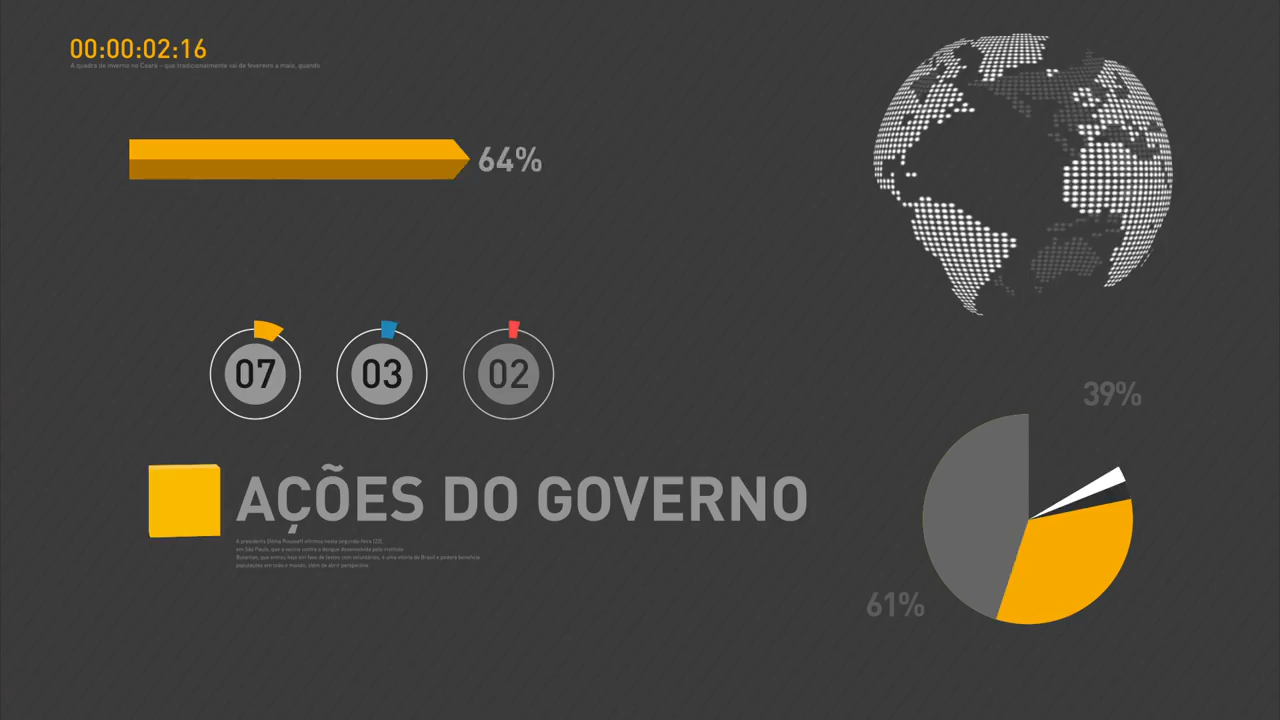 00:00:02:16
A quadra de inverno no Ceará – que tradicionalmente vai de fevereiro a maio, quando
64%
07 03 02
39%
AÇÕES DO GOVERNO
A presidenta Dilma Rousseff afirmou nesta segunda-feira (22),
em São Paulo, que a vacina contra a dengue desenvolvida pelo Instituto
Butantan, que entrou hoje em fase de testes com voluntários, é uma vitória do Brasil e poderá beneficia
populações em todo o mundo, além de abrir perspectiva
61%